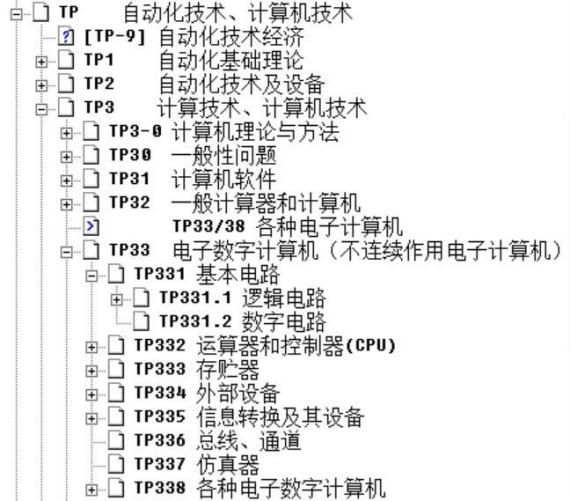 TP 自动化技术、计算机技术
[TP-9] 自动化技术经济
TP1 自动化基础理论
TP2 自动化技术及设备
TP3 计算技术、计算机技术
TP3-0 计算机理论与方法
TP30 一般性问题
TP31 计算机软件
TP32 一般计算器和计算机
TP33/38 各种电子计算机
TP33 电子数字计算机（不连续作用电子计算机）
TP331 基本电路
TP331.1 逻辑电路
TP331.2 数字电路
TP332 运算器和控制器(CPU)
TP333 存贮器
TP334 外部设备
TP335 信息转换及其设备
TP336 总线、通道
TP337 仿真器
TP338 各种电子数字计算机